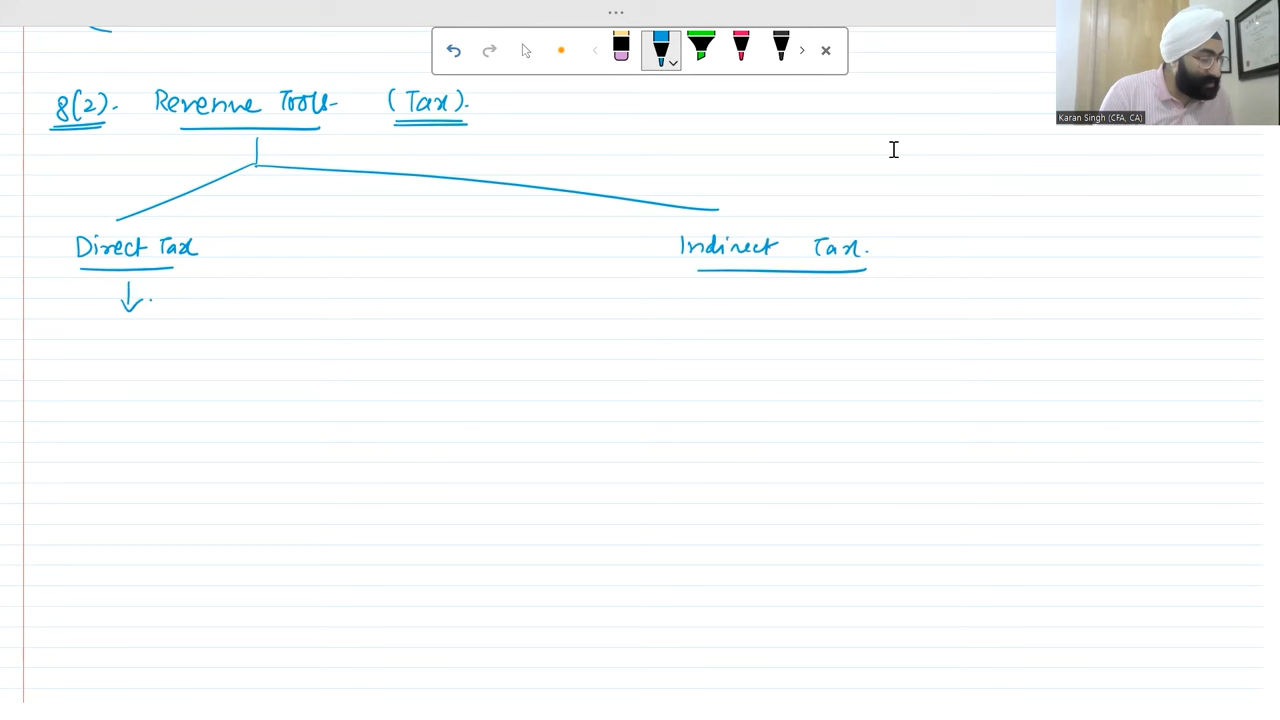 8(2). Revenue Tools- (Tax).
Direct Tax
Indirect Tax.
Karan Singh (CFA, CA)